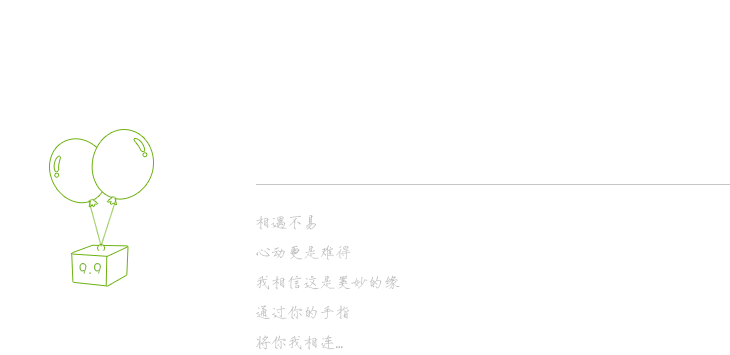 相遇不易
心动更是难得
我相信这是美妙的缘
通过你的手指
将你我相连...